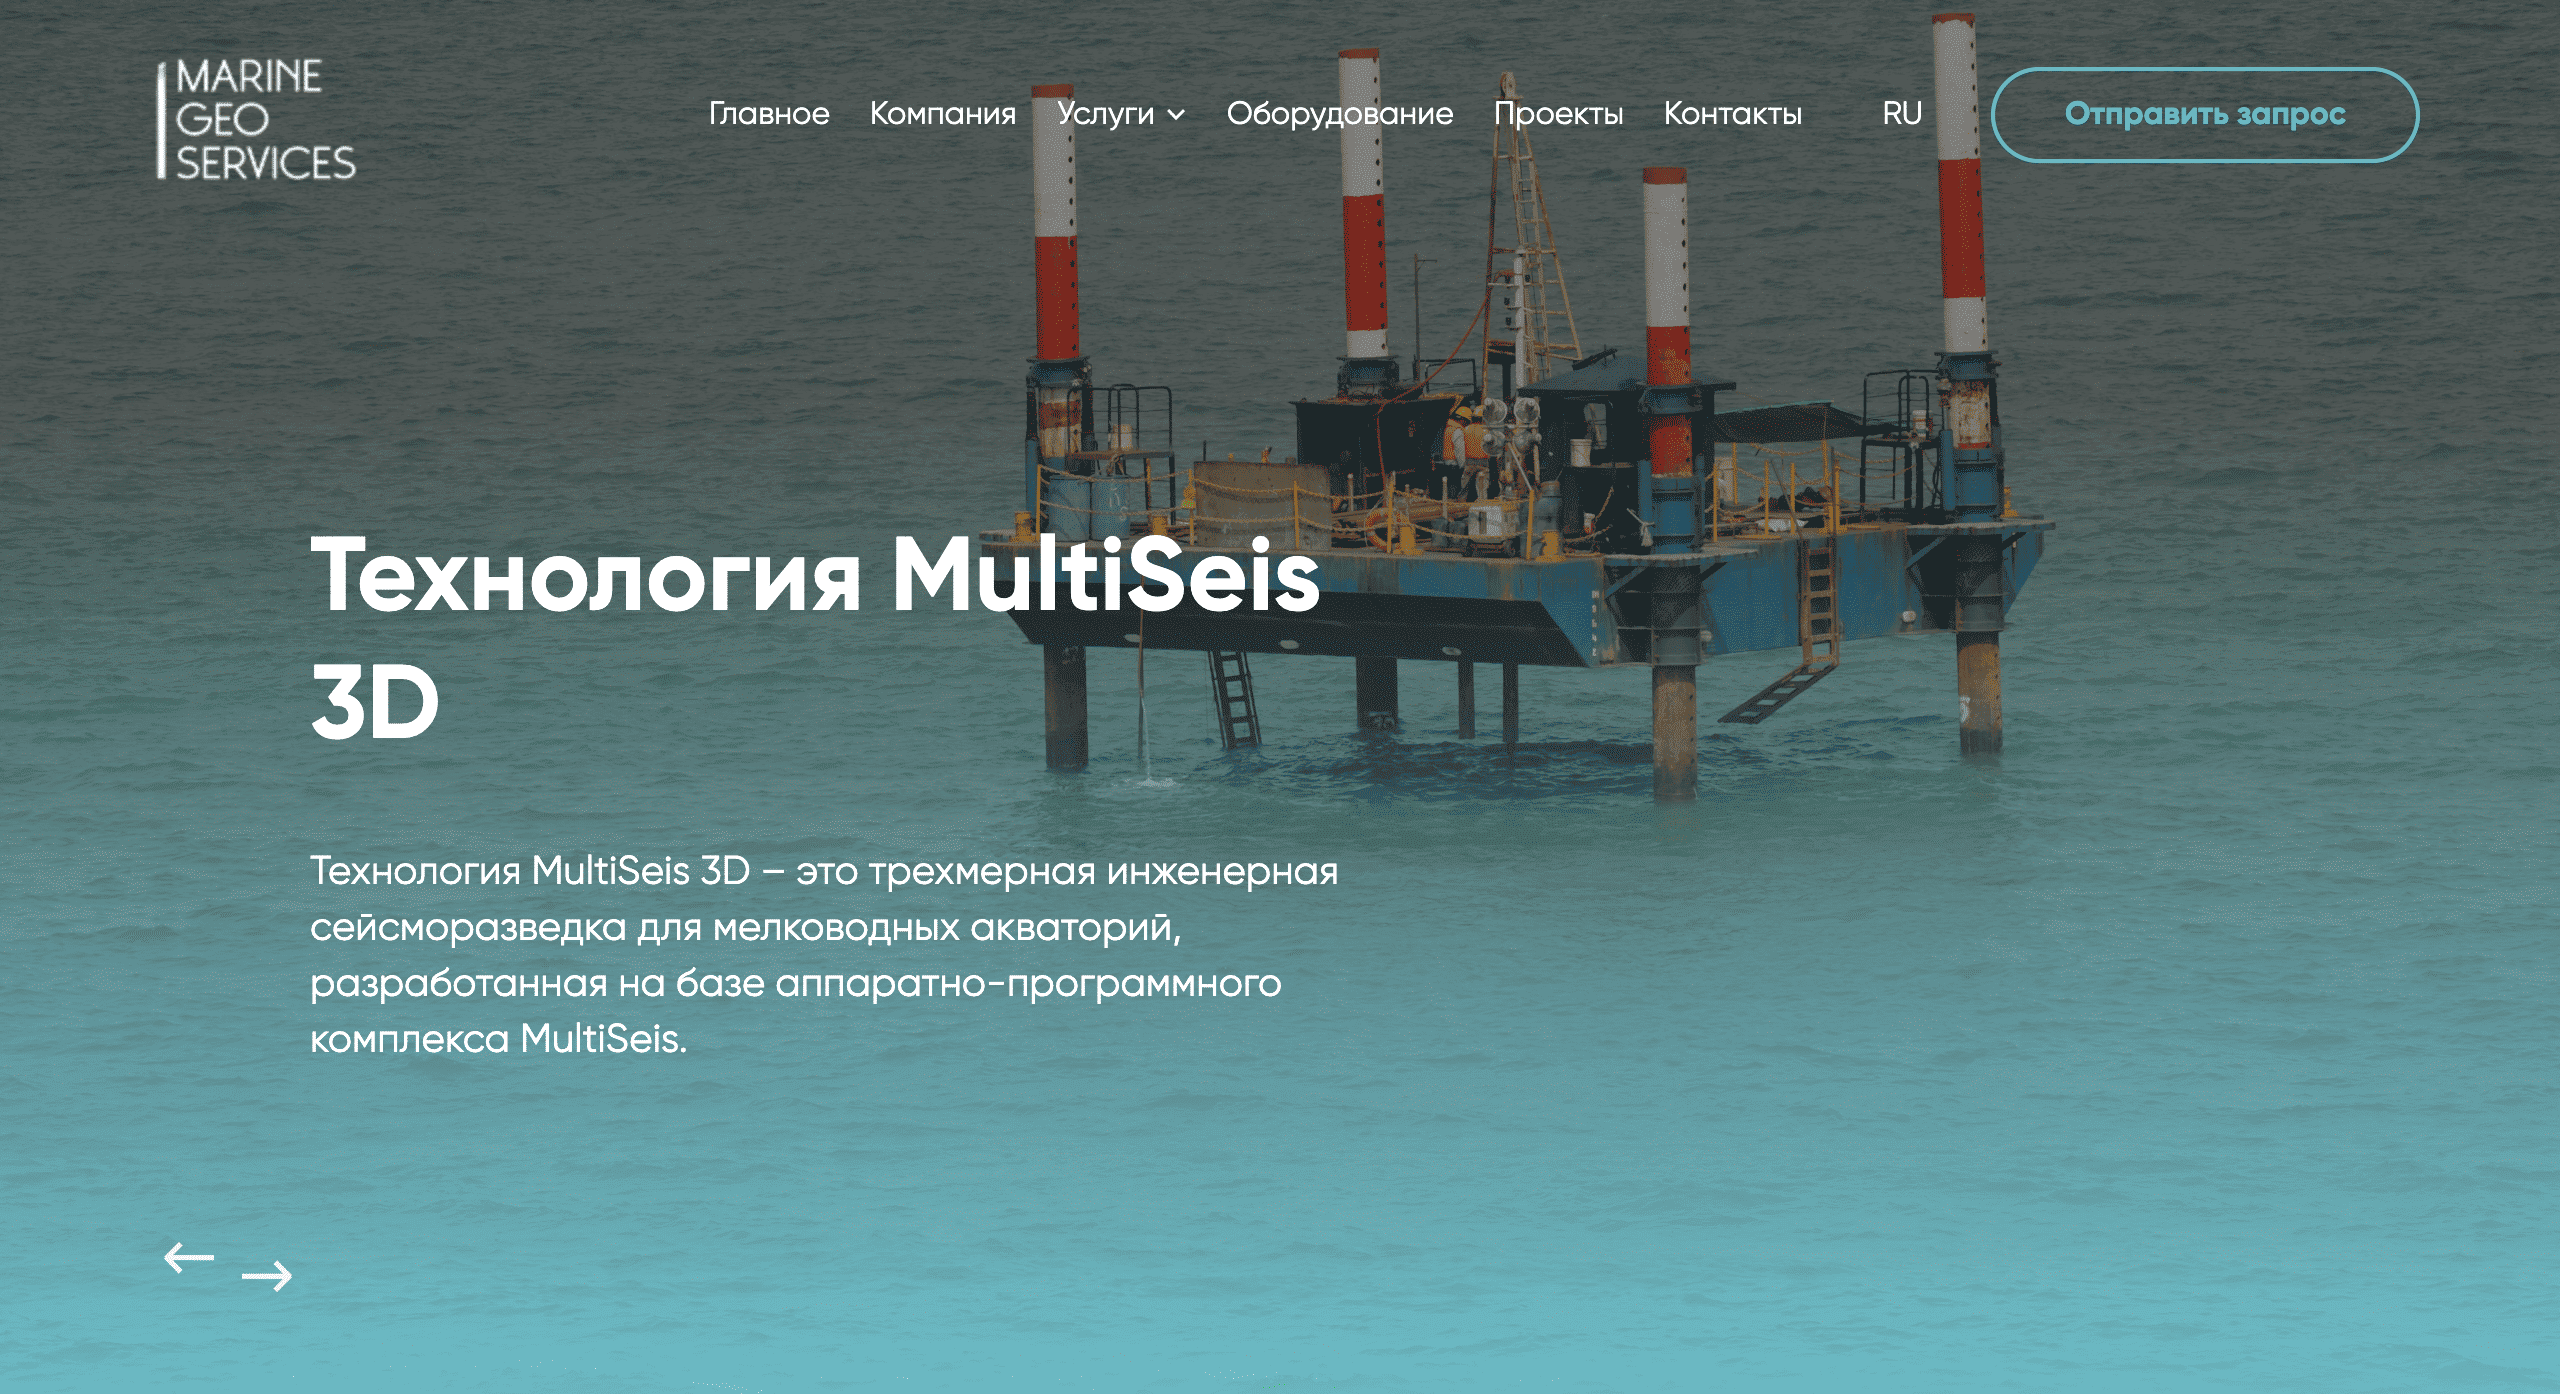 MARINE
GEO
SERVICES
Главное Компания Услуги Оборудование Проекты Контакты RU Отправить запрос
Технология MultiSeis
3D
Технология MultiSeis 3D – это трехмерная инженерная
сейсморазведка для мелководных акваторий,
разработанная на базе аппаратно-программного
комплекса MultiSeis.